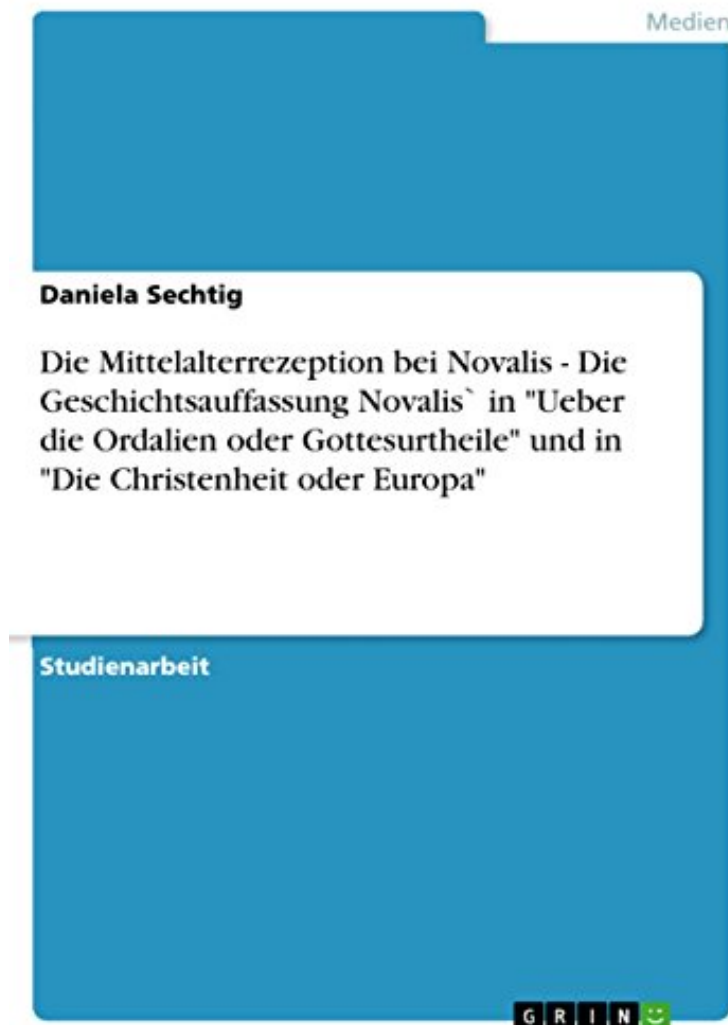 Medien
Daniela Sechtig
Die Mittelalterrezeption bei Novalis - Die
Geschichtsauffassung Novalis` in "Ueber
die Ordalien oder Gottesurtheile" und in
"Die Christenheit oder Europa"
Studienarbeit
GRIN